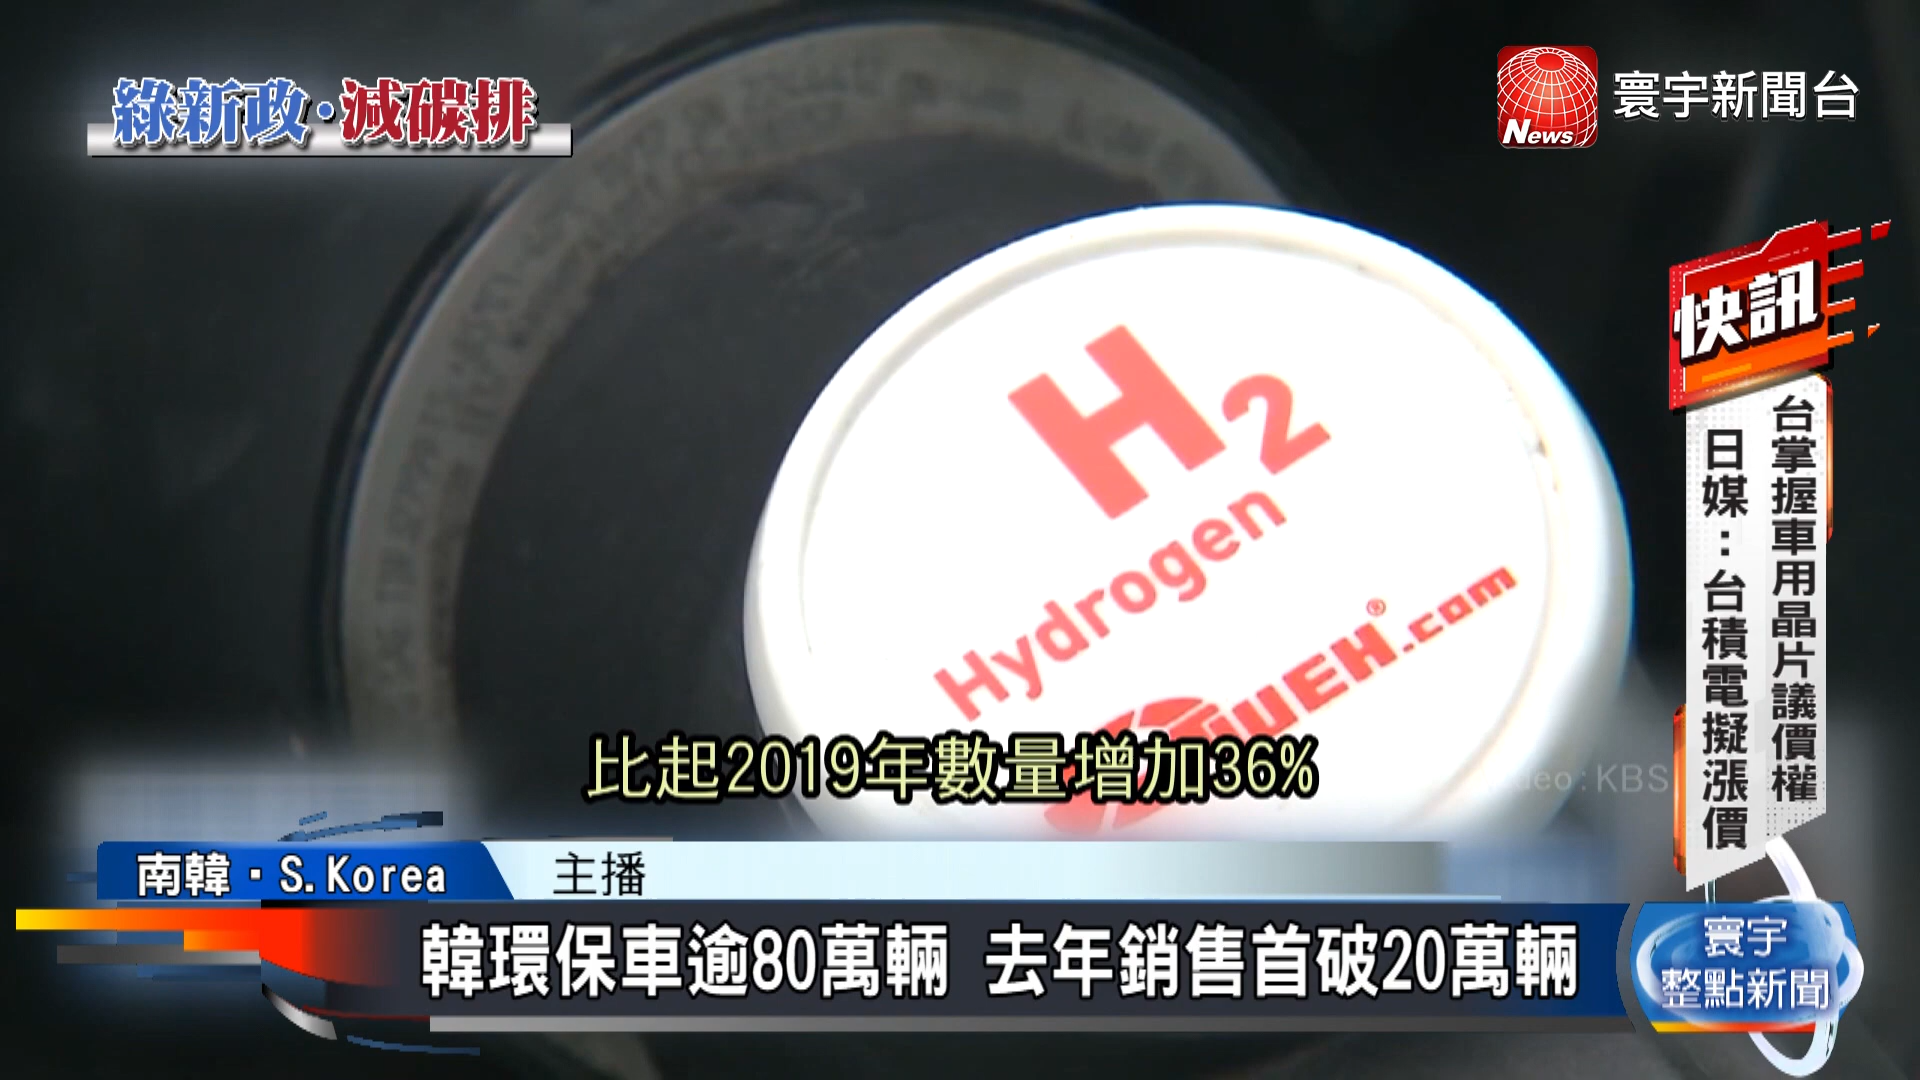 綠新政·減碳排
News
寰宇新聞台
快訊
台掌握車用晶片議價權
日媒：台積電擬漲價
H2
Hydrogen
TUEH®.com
比起2019年數量增加36%
Video:KBS
南韓·S.Korea
主播
韓環保車逾80萬輛 去年銷售首破20萬輛
寰宇
整點新聞